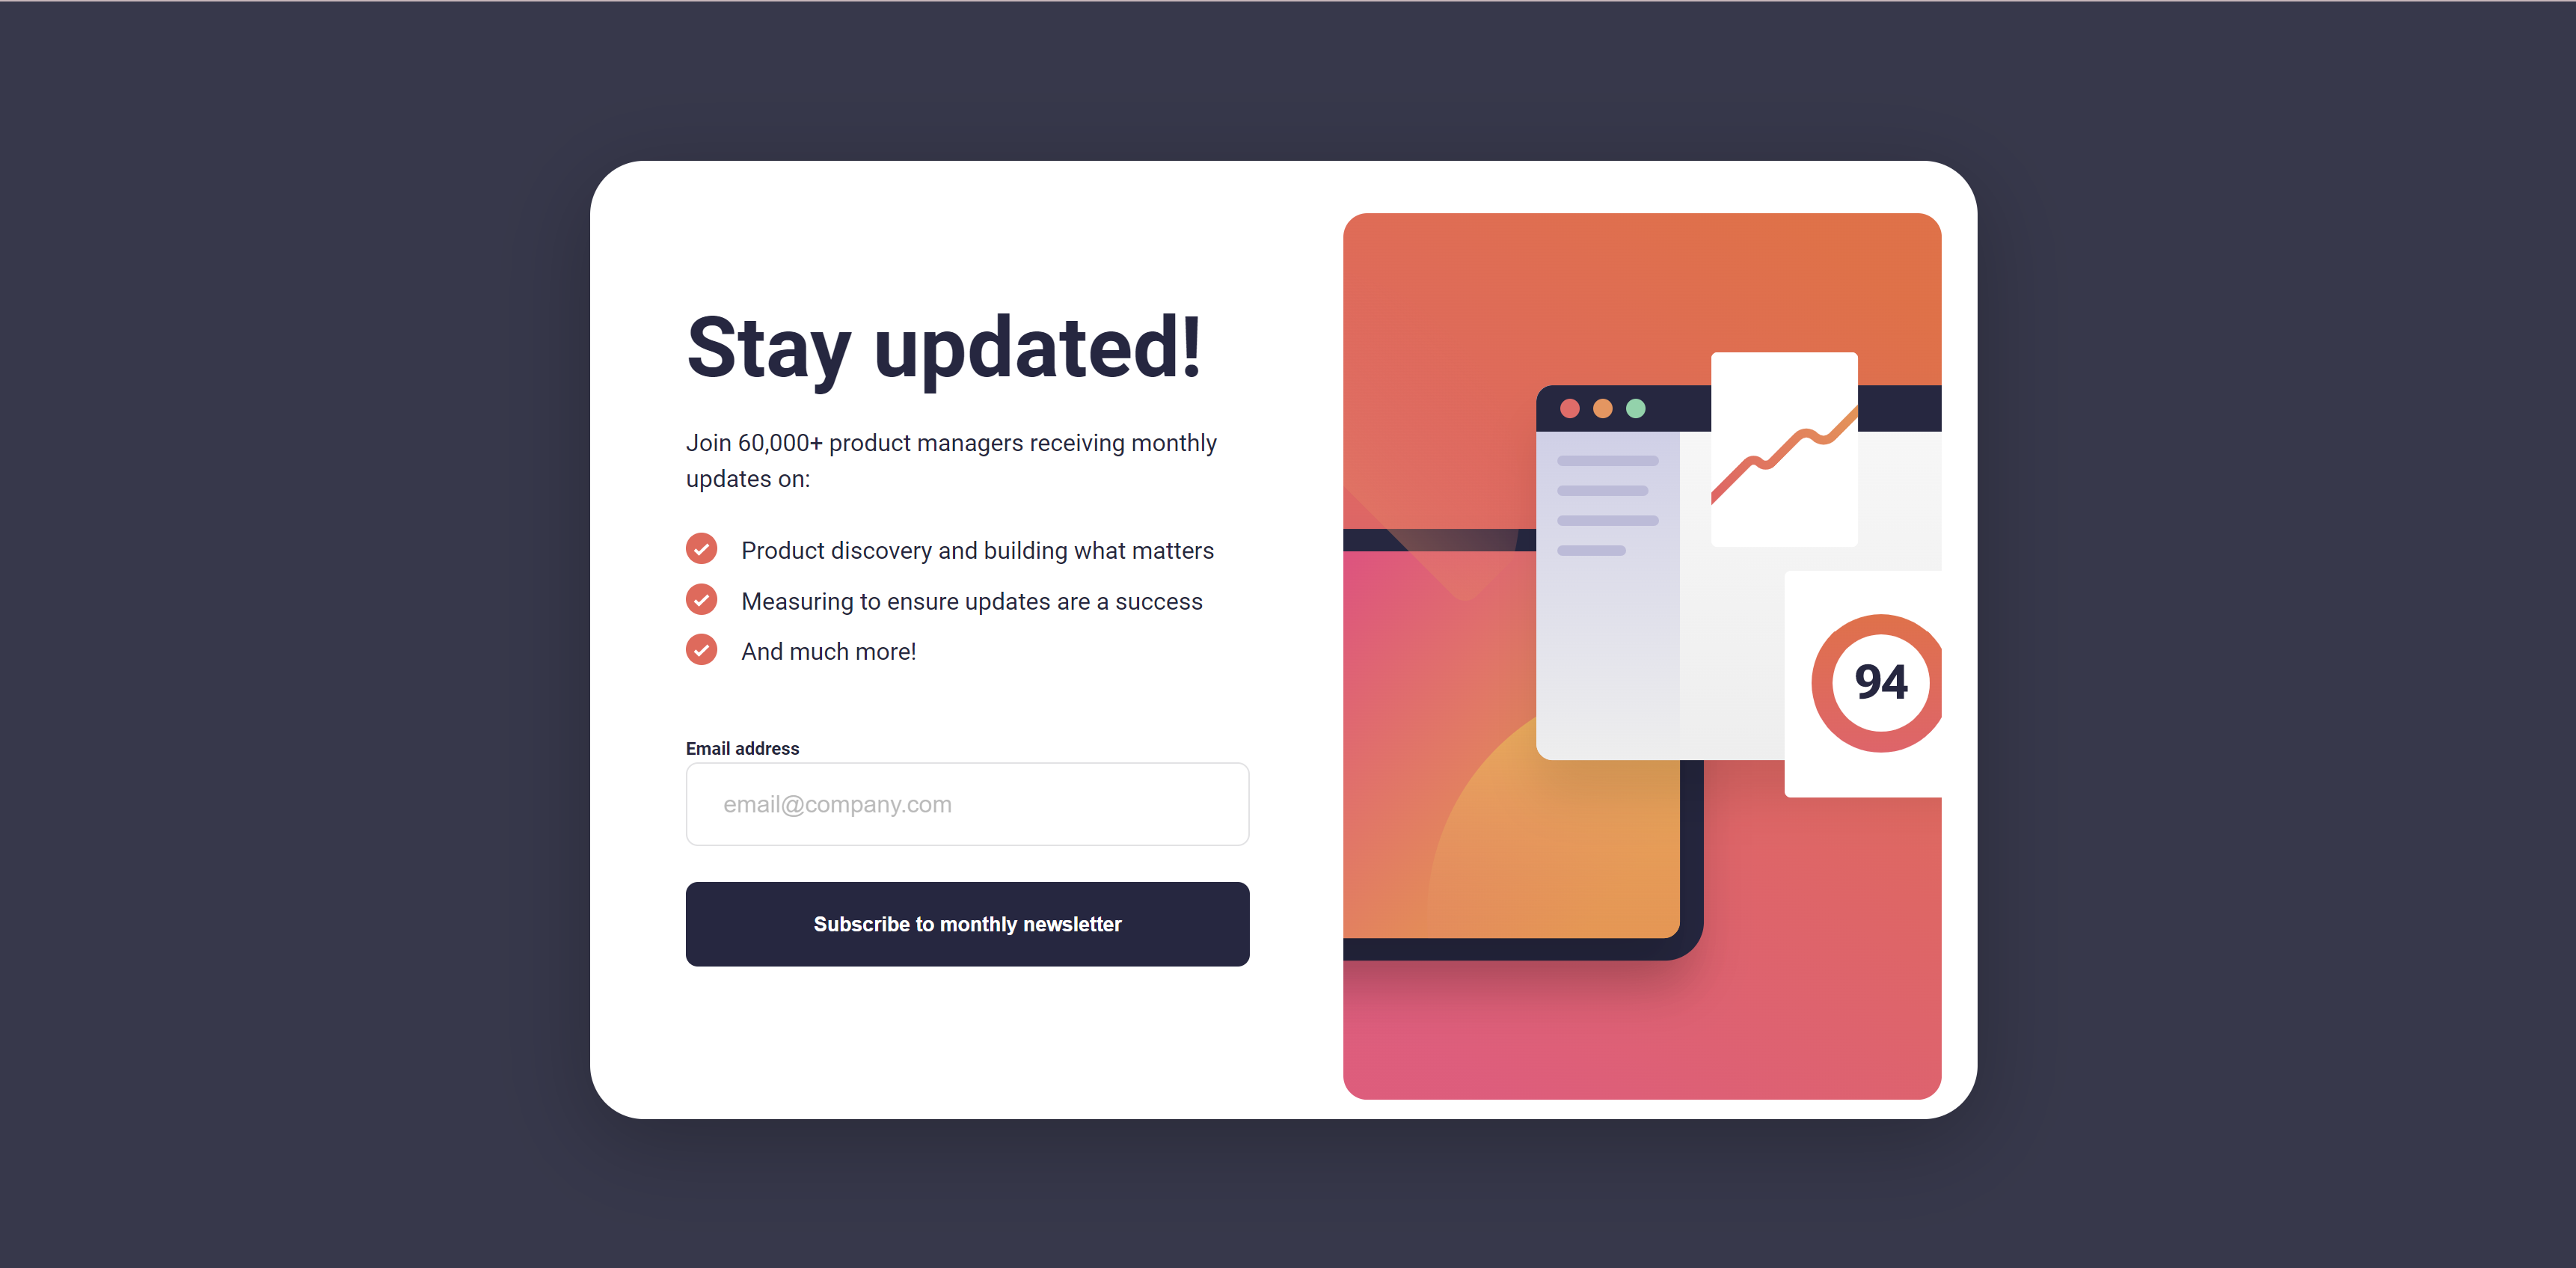 Stay updated!
Join 60,000+ product managers receiving monthly
updates on:
Product discovery and building what matters
Measuring to ensure updates are a success
And much more!
Email address
email@company.com
Subscribe to monthly newsletter
94